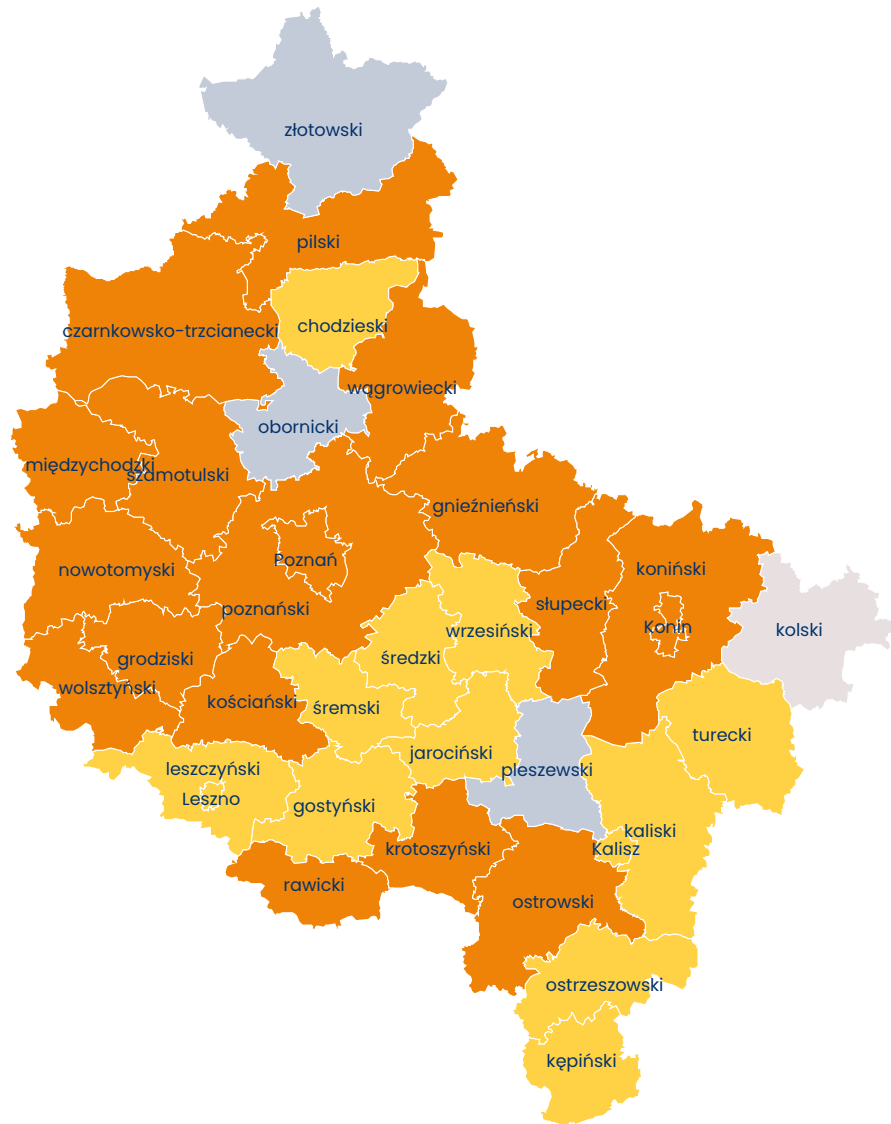 złotowski
pilski
chodzieski
czarnkowsko-trzcianecki
wągrowiecki
obornicki
międzychodzki
szamotulski
gnieźnieński
Poznań
nowotomyski
koniński
poznański
słupecki
Konin
kolski
wrzesiński
średzki
grodziski
wolsztyński
kościański
śremski
turecki
jarociński
leszczyński
pleszewski
Leszno
gostyński
kaliski
krotoszyński
Kalisz
rawicki
ostrowski
ostrzeszowski
kępiński